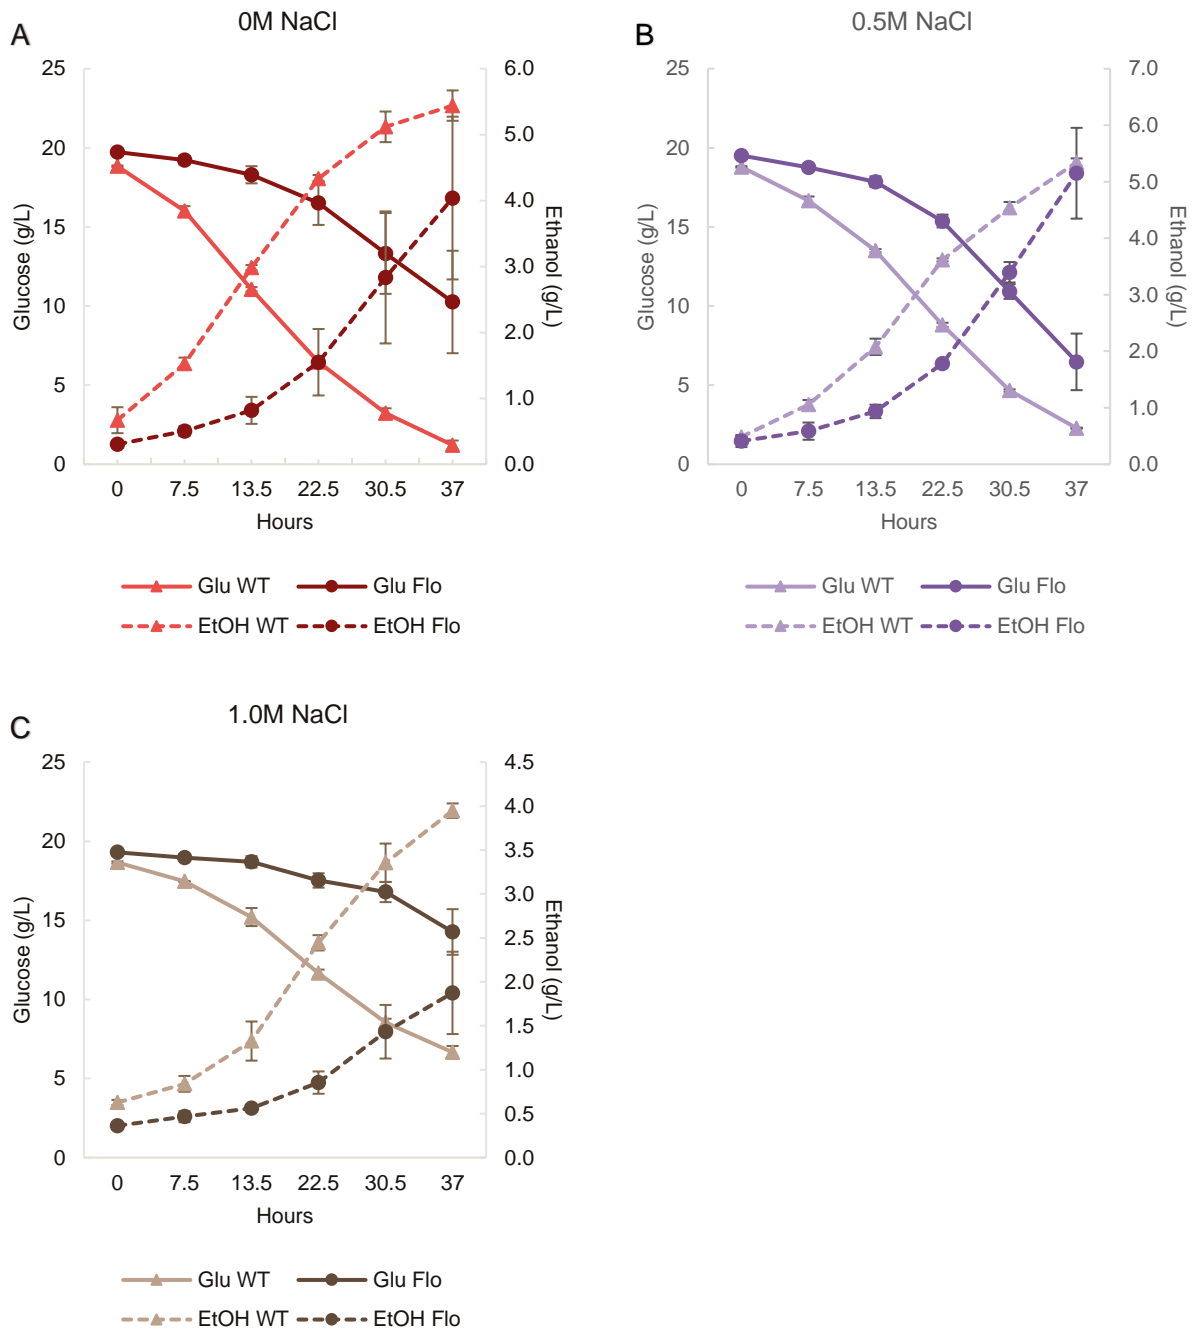 A
0M NaCl
25
20
15
10
5
0
Glucose (g/L)
6.0
5.0
4.0
3.0
2.0
1.0
0.0
Ethanol (g/L)
0 7.5 13.5 22.5 30.5 37
Hours
Glu WT Glu Flo
EtOH WT EtOH Flo
B
0.5M NaCl
25
20
15
10
5
0
Glucose (g/L)
7.0
6.0
5.0
4.0
3.0
2.0
1.0
0.0
Ethanol (g/L)
0 7.5 13.5 22.5 30.5 37
Hours
Glu WT Glu Flo
EtOH WT EtOH Flo
C
1.0M NaCl
25
20
15
10
5
0
Glucose (g/L)
4.5
4.0
3.5
3.0
2.5
2.0
1.5
1.0
0.5
0.0
Ethanol (g/L)
0 7.5 13.5 22.5 30.5 37
Hours
Glu WT Glu Flo
EtOH WT EtOH Flo